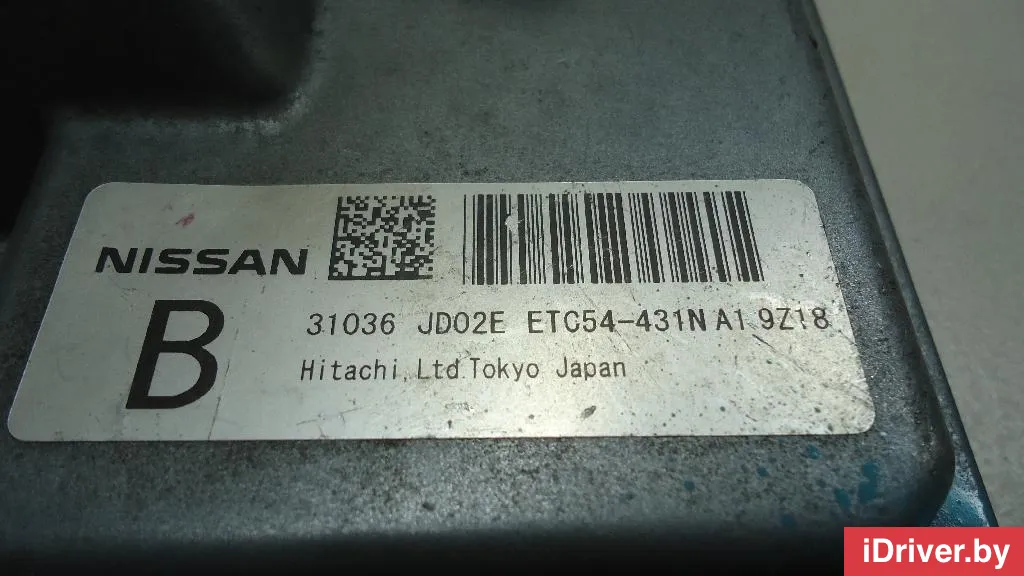 NISSAN
B
31036 JD02E ETC54-431N A1 9Z18
Hitachi, Ltd Tokyo Japan
iDriver.by